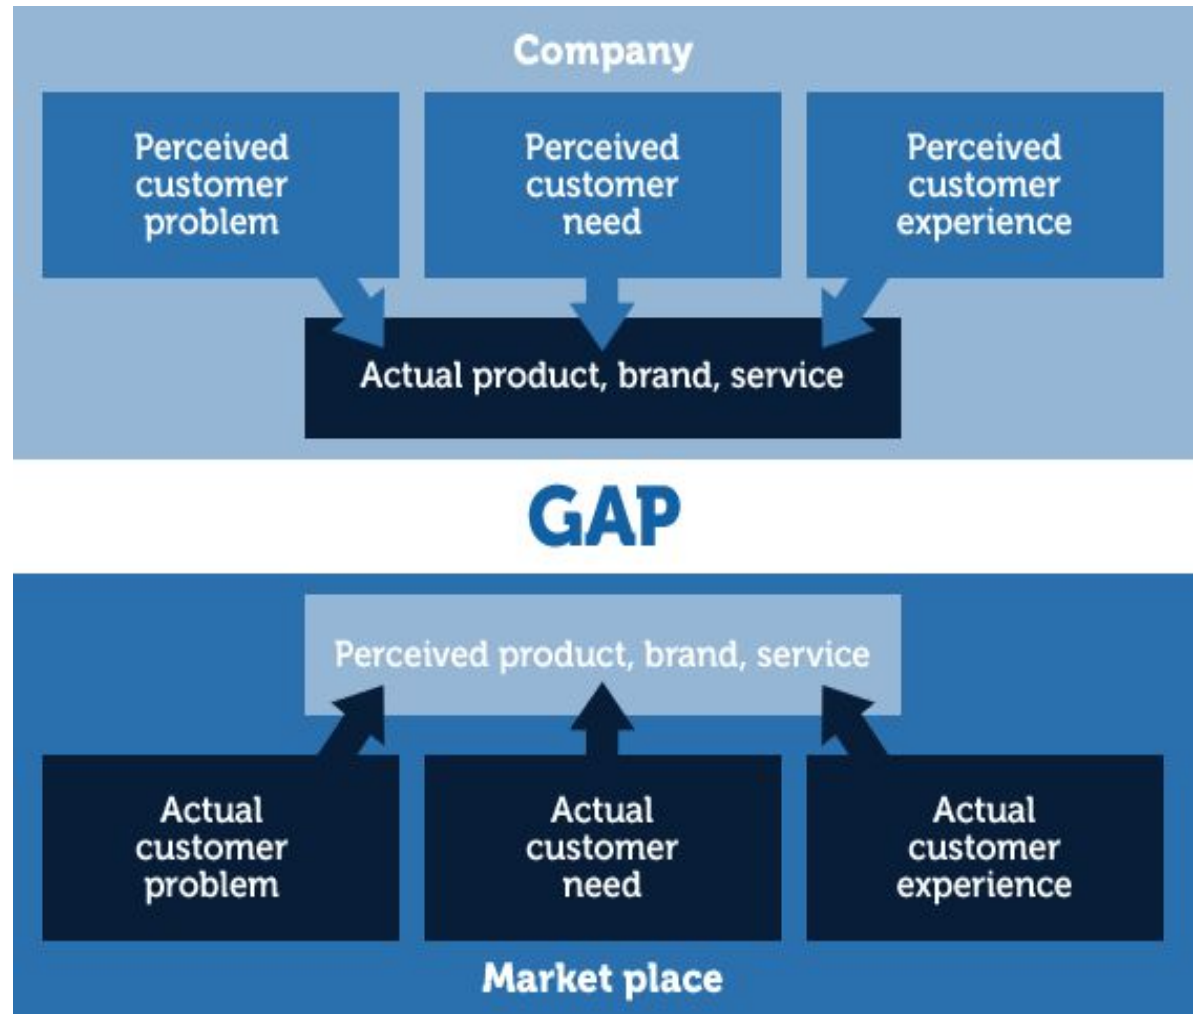 Company
Perceived
customer
problem
Perceived
customer
need
Perceived
customer
experience
Actual product, brand, service
GAP
Perceived product, brand, service
Actual
customer
problem
Actual
customer
need
Actual
customer
experience
Market place